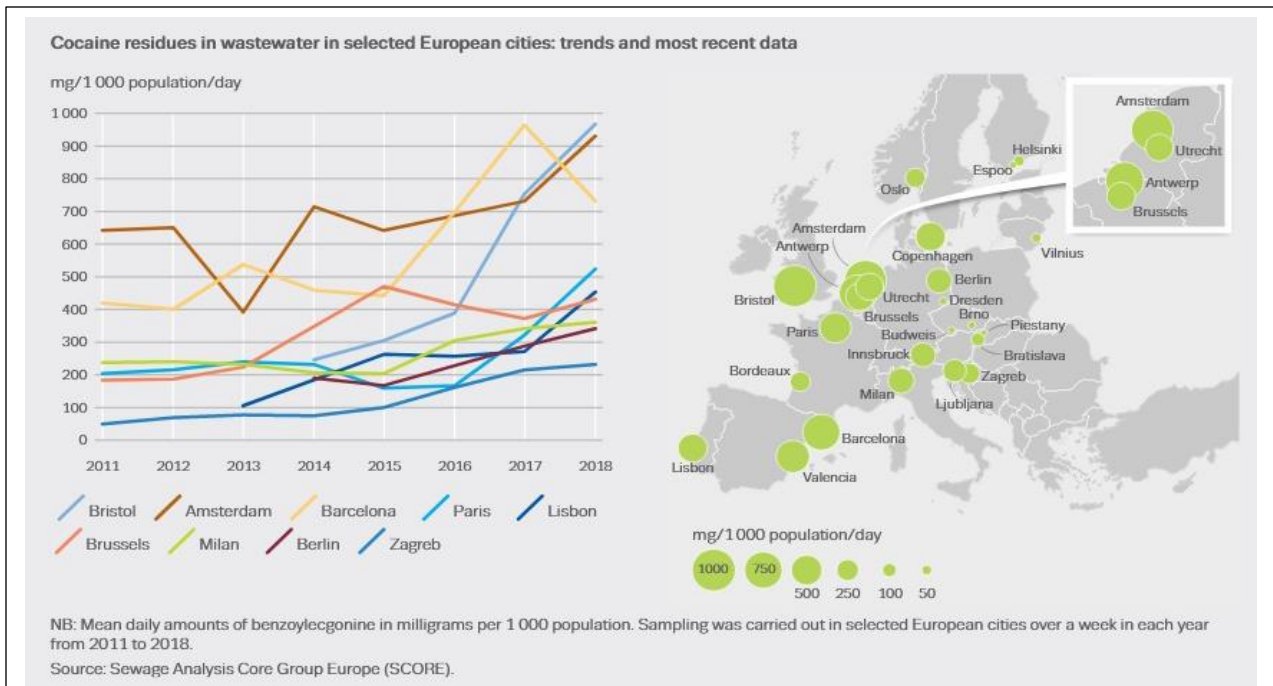 Cocaine residues in wastewater in selected European cities: trends and most recent data
mg/1 000 population/day
1 000
900
800
700
600
500
400
300
200
100
0
2011 2012 2013 2014 2015 2016 2017 2018
Bristol Amsterdam Barcelona Paris Lisbon
Brussels Milan Berlin Zagreb
Amsterdam
Utrecht
Antwerp
Brussels
Helsinki
Espoo
Oslo
Vilnius
Amsterdam
Antwerp
Copenhagen
Berlin
Bristol
Utrecht
Dresden
Brussels
Brno
Paris
Budweis
Piestany
Innsbruck
Bratislava
Bordeaux
Zagreb
Milan
Ljubljana
Barcelona
Lisbon
Valencia
mg/1 000 population/day
1000 750
500 250 100 50
NB: Mean daily amounts of benzoylecgonine in milligrams per 1 000 population. Sampling was carried out in selected European cities over a week in each year
from 2011 to 2018.
Source: Sewage Analysis Core Group Europe (SCORE).